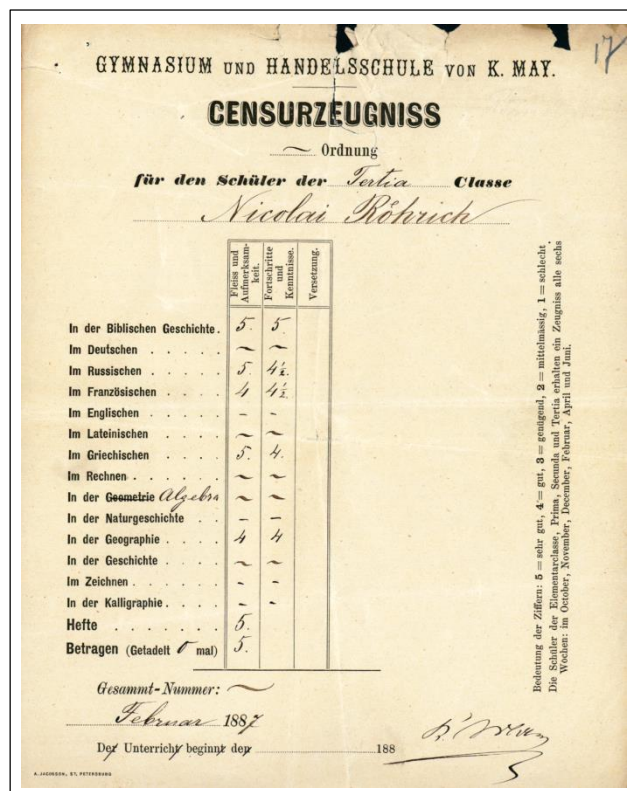 17
GYMNASIUM UND HANDELSSCHULE VON K. MAY.
CENSURZEUGNISS
~ Ordnung
für den Schüler der Tertia Classe
Nicolai Röhrich
Fleiss und Aufmerksam-keit.
Fortschritte und Kenntnisse.
Versetzung.
In der Biblischen Geschichte. 5. 5.
Im Deutschen . . . . . ~ ~
Im Russischen . . . . 5. 4½.
Im Französischen . . . . 4 4½
Im Englischen . . . . . - -
Im Lateinischen . . . . ~ ~
Im Griechischen . . . . 5. 4.
Im Rechnen . . . . . . ~ ~
In der Geometrie Algebra ~ ~
In der Naturgeschichte . . - -
In der Geographie . . . . 4 4
In der Geschichte . . . . ~ ~
Im Zeichnen . . . . . . - -
In der Kalligraphie . . . . - -
Hefte . . . . . . . 5.
Betragen (Getadelt 0 mal) 5.
Gesammt-Nummer: ~
Februar 1887
Der Unterricht beginnt den 188
A. JACOBSON, ST. PETERSBURG
Bedeutung der Ziffern: 5 = sehr gut, 4 = gut, 3 = genügend, 2 = mittelmässig, 1 = schlecht
Die Schüler der Elementarclasse, Prima, Secunda und Tertia erhalten ein Zeugniss alle sechs
Wochen: im October, November, December, Februar, April und Juni.